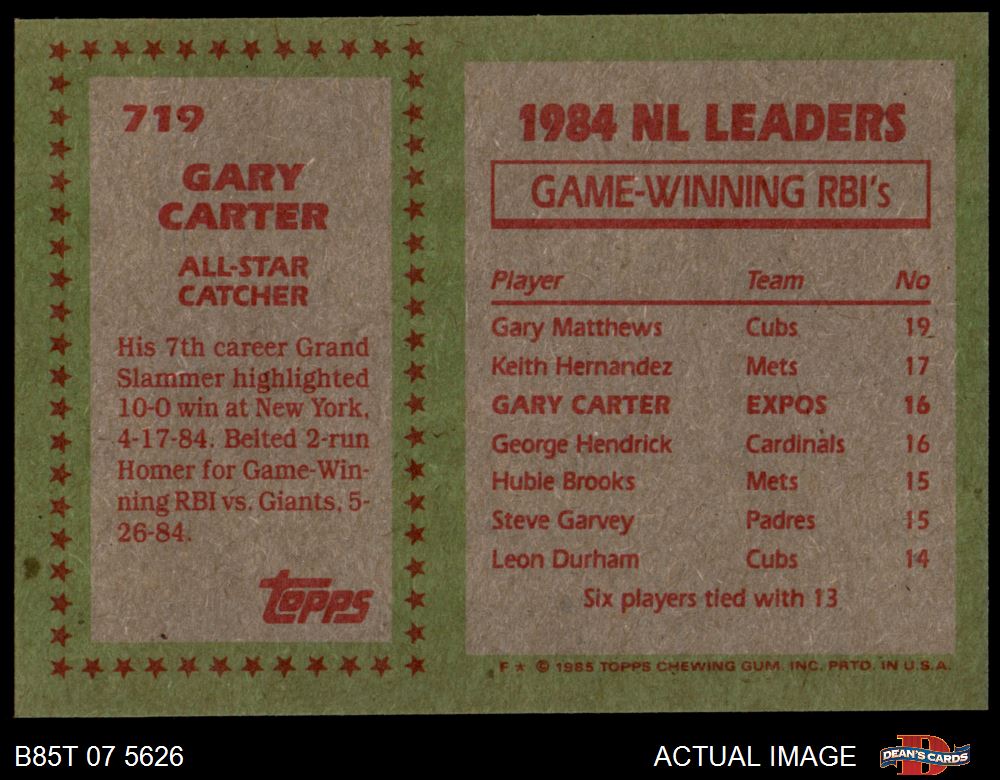 719
GARY
CARTER
ALL-STAR
CATCHER
His 7th career Grand
Slammer highlighted
10-0 win at New York,
4-17-84. Belted 2-run
Homer for Game-Win-
ning RBI vs. Giants, 5-
26-84.
topps
1984 NL LEADERS
GAME-WINNING RBI's
Player Team No
Gary Matthews Cubs 19
Keith Hernandez Mets 17
GARY CARTER EXPOS 16
George Hendrick Cardinals 16
Hubie Brooks Mets 15
Steve Garvey Padres 15
Leon Durham Cubs 14
Six players tied with 13
F ★ © 1985 TOPPS CHEWING GUM, INC. PRTD. IN U.S.A.
B85T 07 5626
ACTUAL IMAGE
D
DEAN'S CARDS